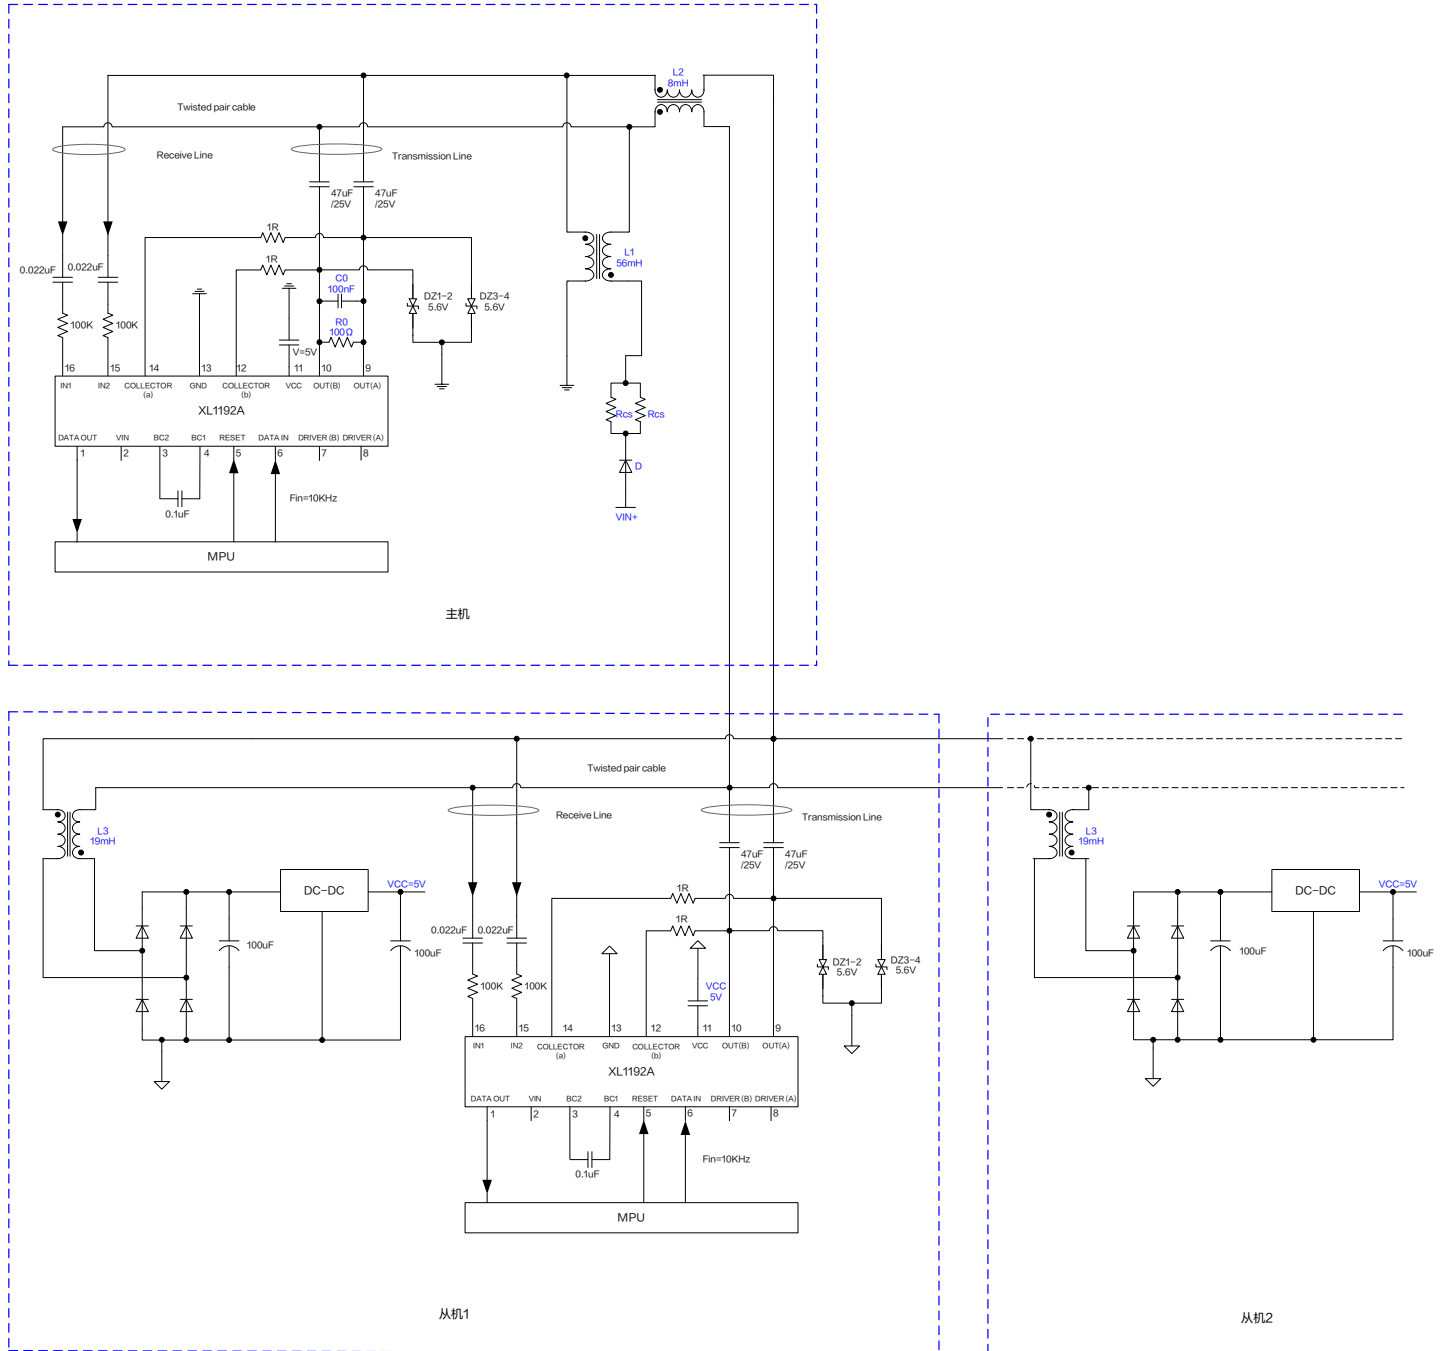 L2
8mH
Twisted pair cable
Receive Line
Transmission Line
47uF
/25V
47uF
/25V
1R
1R
0.022uF
0.022uF
C0
100nF
R0
100Ω
DZ1-2
5.6V
DZ3-4
5.6V
L1
56mH
100K
100K
V=5V
16
15
14
13
12
11
10
9
IN1
IN2
COLLECTOR
(a)
GND
COLLECTOR
(b)
VCC
OUT(B)
OUT(A)
XL1192A
DATA OUT
VIN
BC2
BC1
RESET
DATA IN
DRIVER (B)
DRIVER (A)
1
2
3
4
5
6
7
8
0.1uF
Fin=10KHz
MPU
Rcs
Rcs
D
VIN+
主机
Twisted pair cable
Receive Line
Transmission Line
L3
19mH
47uF
/25V
47uF
/25V
DC-DC
VCC=5V
100uF
100uF
1R
1R
0.022uF
0.022uF
100K
100K
VCC
5V
DZ1-2
5.6V
DZ3-4
5.6V
16
15
14
13
12
11
10
9
IN1
IN2
COLLECTOR
(a)
GND
COLLECTOR
(b)
VCC
OUT(B)
OUT(A)
XL1192A
DATA OUT
VIN
BC2
BC1
RESET
DATA IN
DRIVER (B)
DRIVER (A)
1
2
3
4
5
6
7
8
0.1uF
Fin=10KHz
MPU
从机1
L3
19mH
DC-DC
VCC=5V
100uF
100uF
从机2